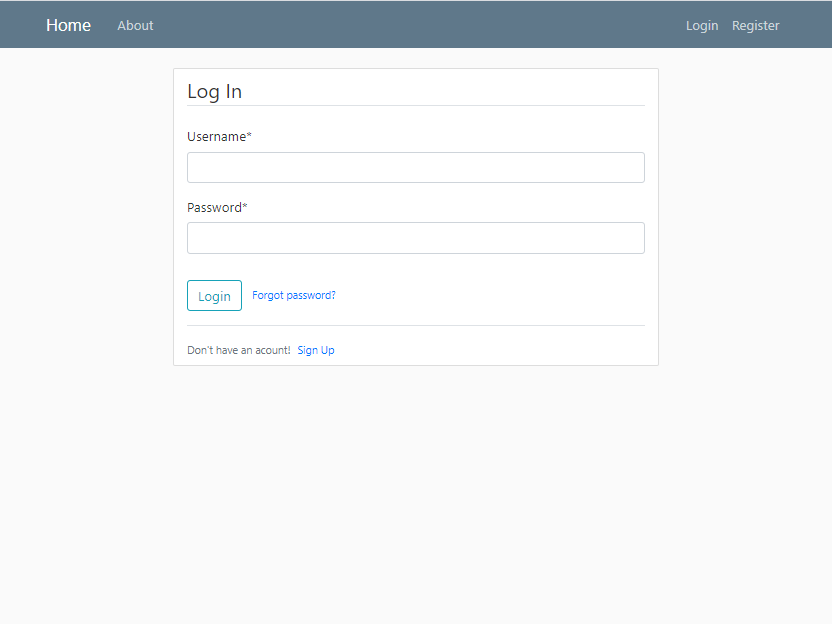 Home About Login Register
Log In
Username*
Password*
Login Forgot password?
Don't have an acount! Sign Up